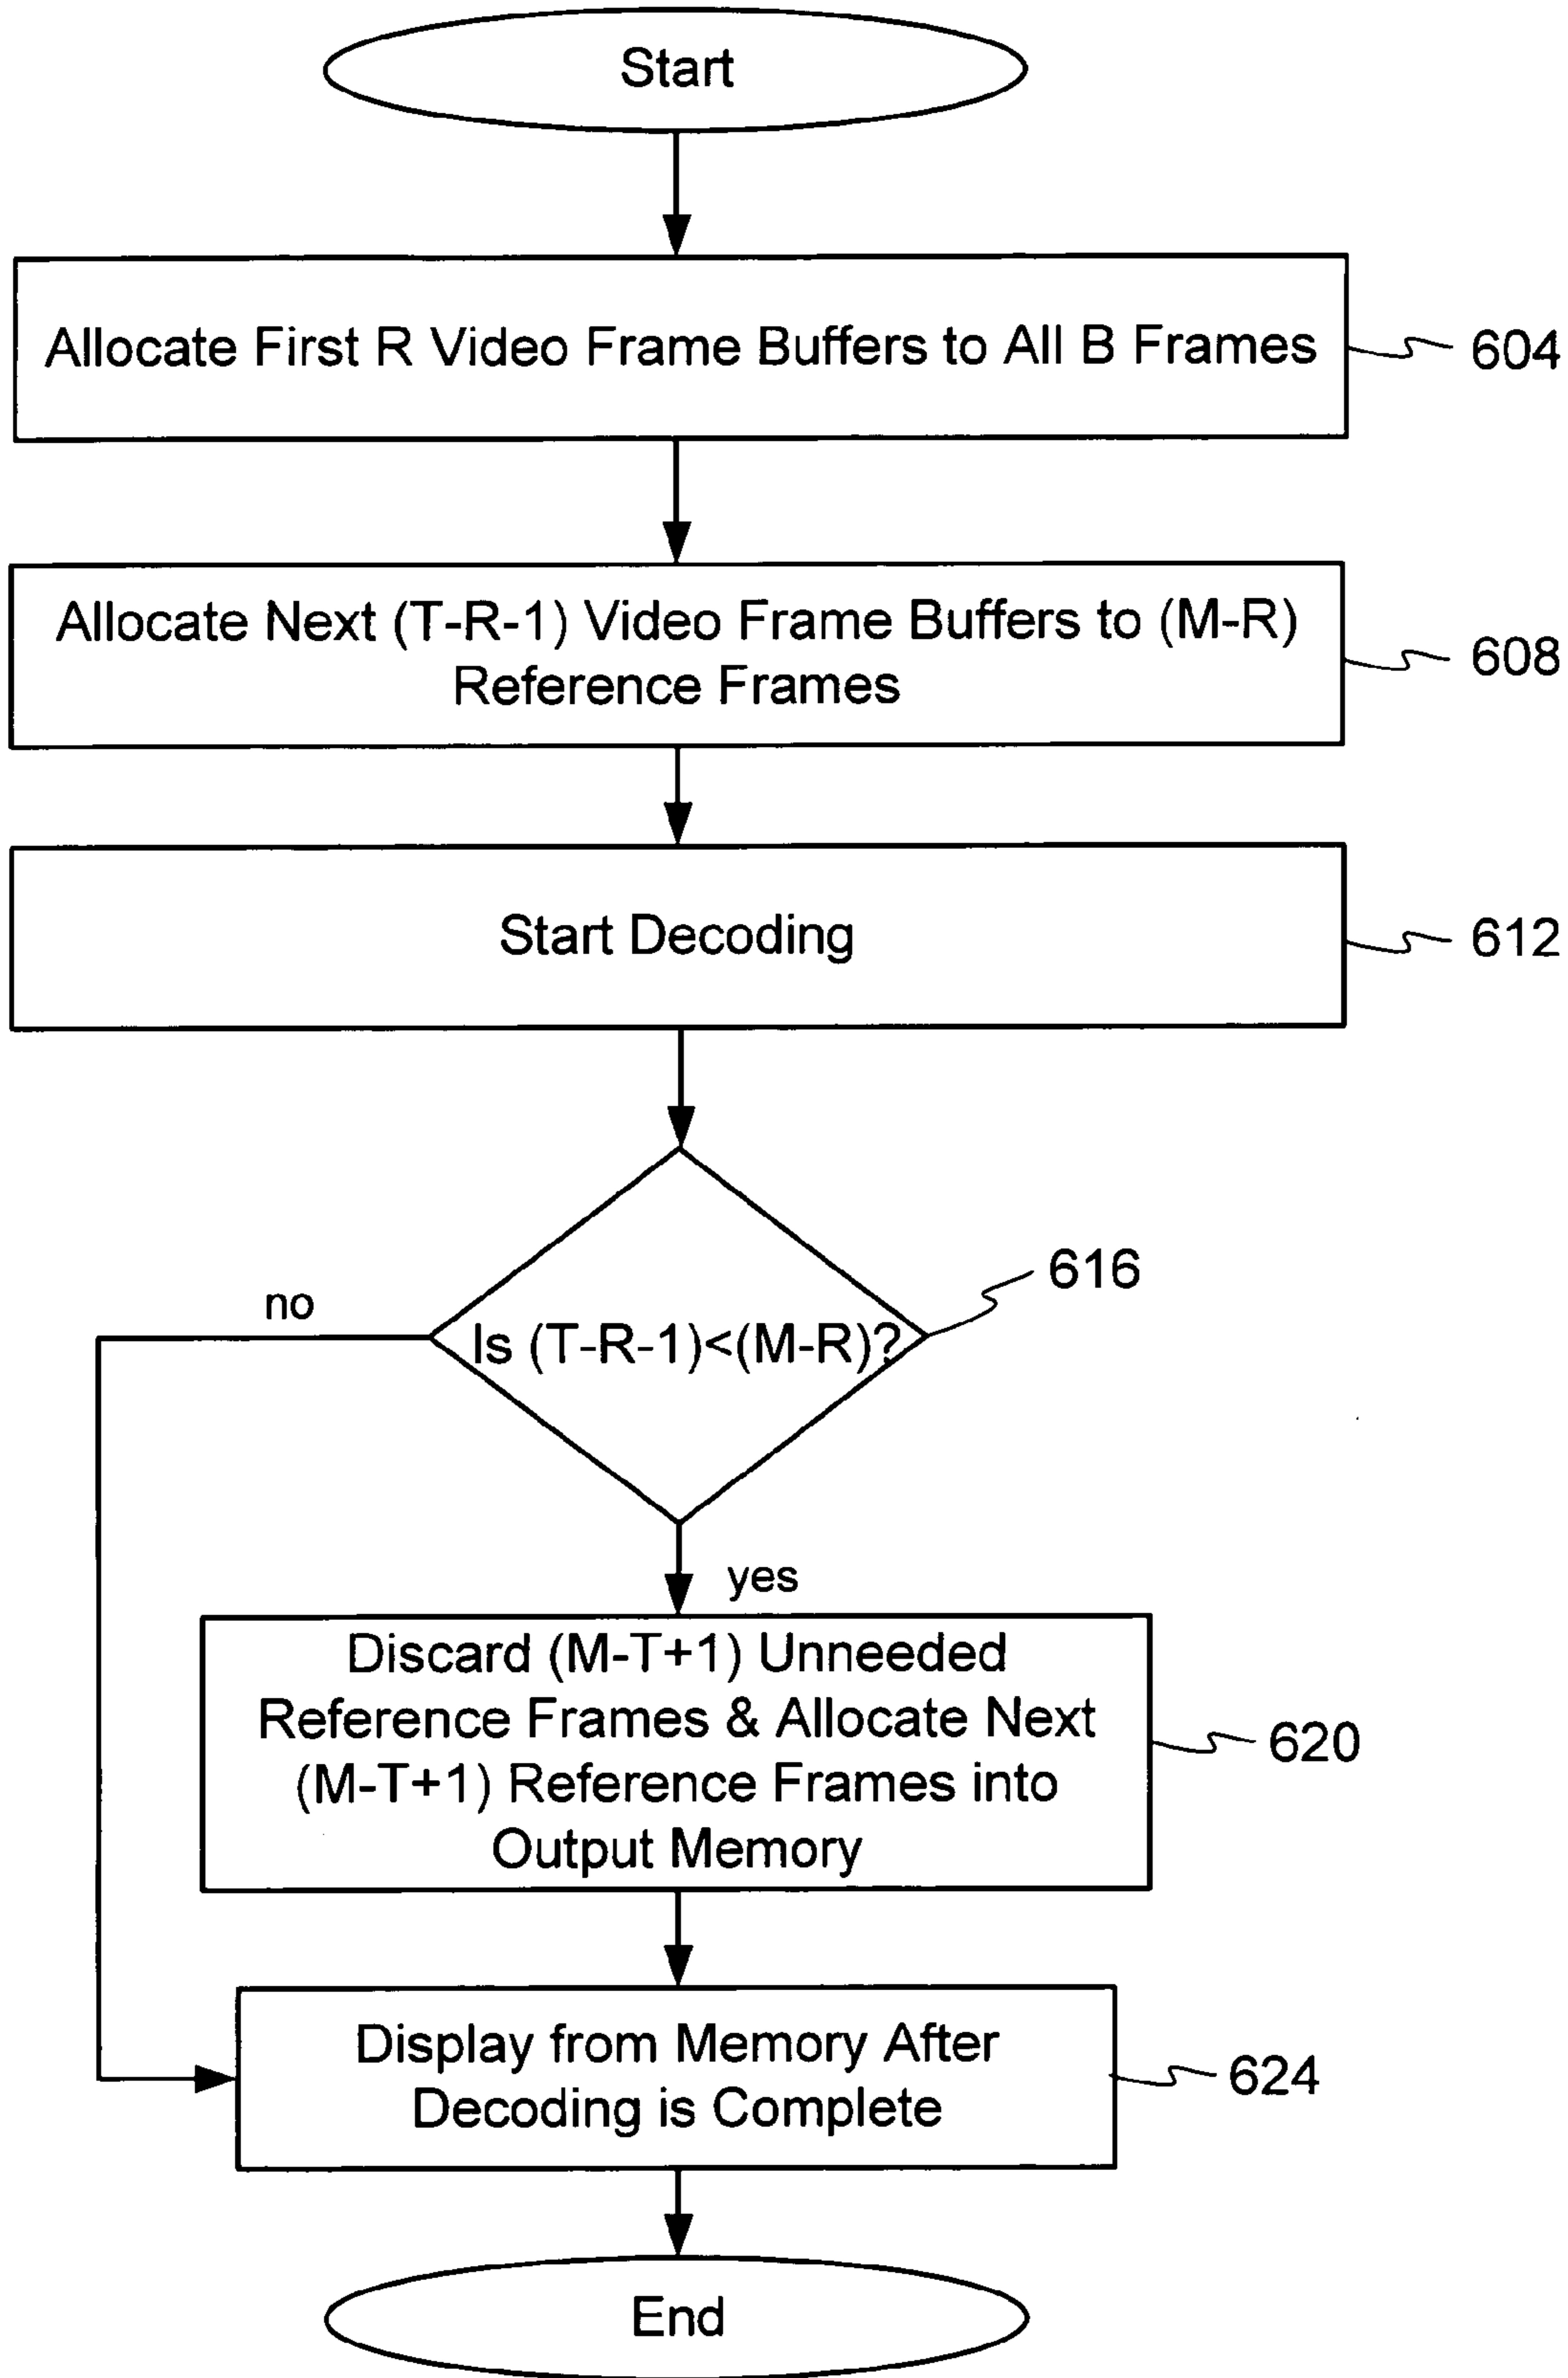 Start
Allocate First R Video Frame Buffers to All B Frames
604
Allocate Next (T-R-1) Video Frame Buffers to (M-R)
Reference Frames
608
Start Decoding
612
616
no
Is (T-R-1)<(M-R)?
yes
Discard (M-T+1) Unneeded
Reference Frames & Allocate Next
(M-T+1) Reference Frames into
Output Memory
620
Display from Memory After
Decoding is Complete
624
End